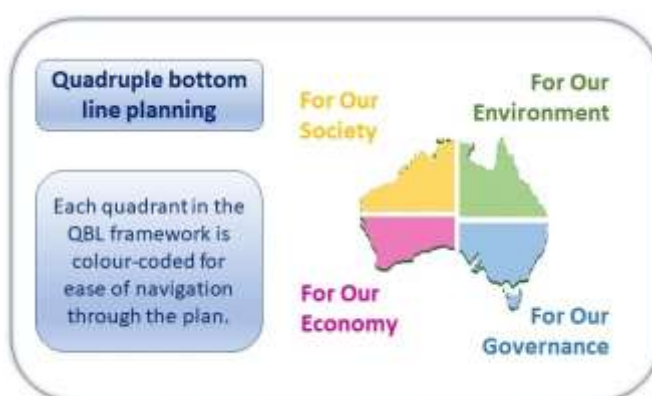 Quadruple bottom
line planning
Each quadrant in the
QBL framework is
colour-coded for
ease of navigation
through the plan.
For Our
Society
For Our
Environment
For Our
Economy
For Our
Governance